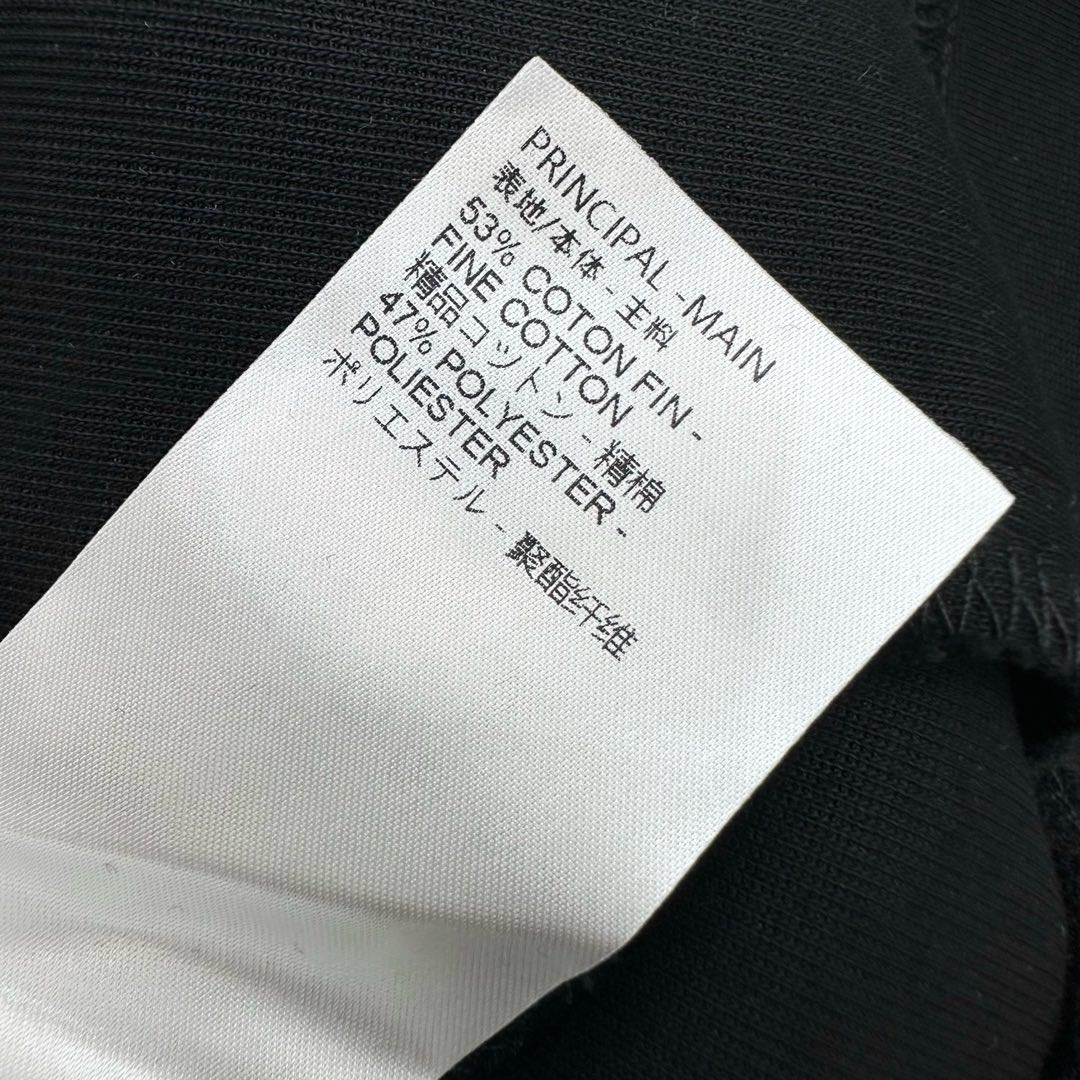 PRINCIPAL -MAIN
表地/本体 - 主料
53% COTON FIN -
FINE COTTON
精品コットン - 精棉
47% POLYESTER -
POLIESTER
ポリエステル - 聚酯纤维